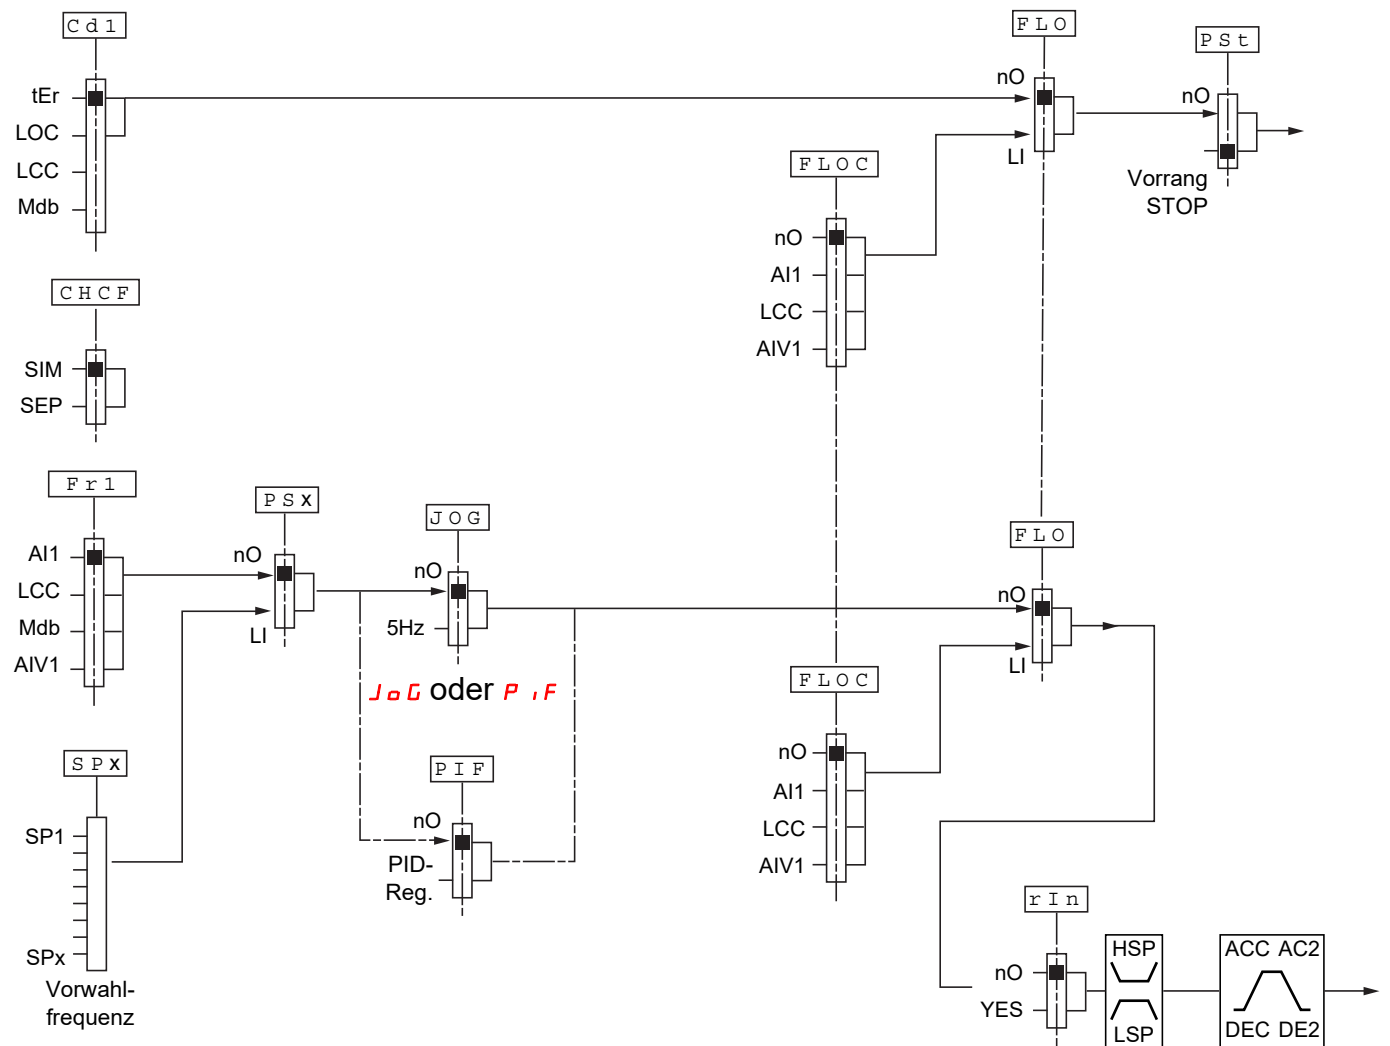 Cd1
tEr
LOC
LCC
Mdb
FLO
nO
LI
PSt
nO
Vorrang
STOP
FLOC
nO
AI1
LCC
AIV1
CHCF
SIM
SEP
Fr1
AI1
LCC
Mdb
AIV1
PSx
nO
LI
JOG
nO
5Hz
JoG oder PiF
FLO
nO
LI
SPx
SP1
SPx
Vorwahl-
frequenz
PIF
nO
PID-
Reg.
FLOC
nO
AI1
LCC
AIV1
rIn
nO
YES
HSP
LSP
ACC AC2
DEC DE2